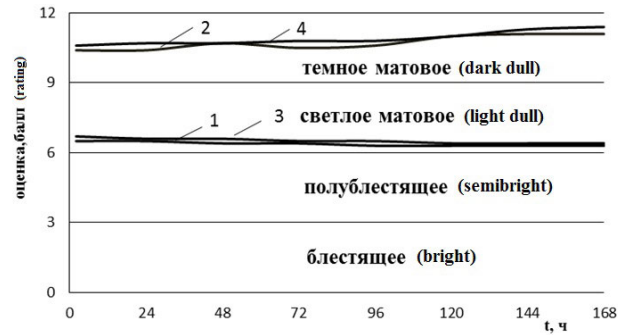 12
2
4
темное матовое (dark dull)
9
светлое матовое (light dull)
1
3
6
полублестящее (semibright)
3
блестящее (bright)
0
0 24 48 72 96 120 144 168
t, ч
оценка,балл (rating)